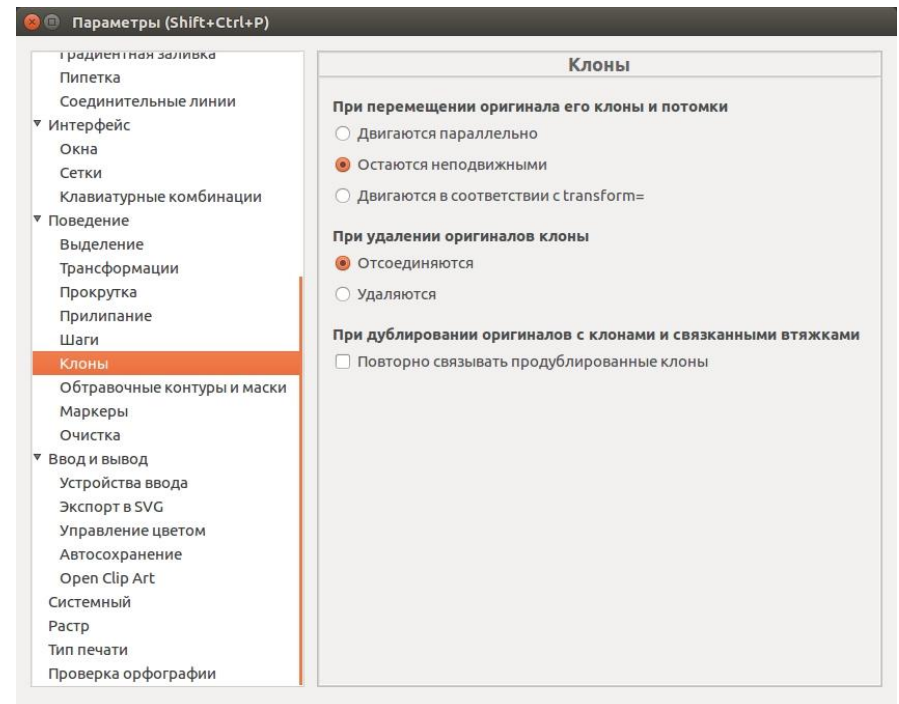 Параметры (Shift+Ctrl+P)
Градиентная заливка
Пипетка
Соединительные линии
Интерфейс
Окна
Сетки
Клавиатурные комбинации
Поведение
Выделение
Трансформации
Прокрутка
Прилипание
Шаги
Клоны
Обтравочные контуры и маски
Маркеры
Очистка
Ввод и вывод
Устройства ввода
Экспорт в SVG
Управление цветом
Автосохранение
Open Clip Art
Системный
Растр
Тип печати
Проверка орфографии
Клоны
При перемещении оригинала его клоны и потомки
Двигаются параллельно
Остаются неподвижными
Двигаются в соответствии с transform=
При удалении оригиналов клоны
Отсоединяются
Удаляются
При дублировании оригиналов с клонами и связканными втяжками
Повторно связывать продублированные клоны